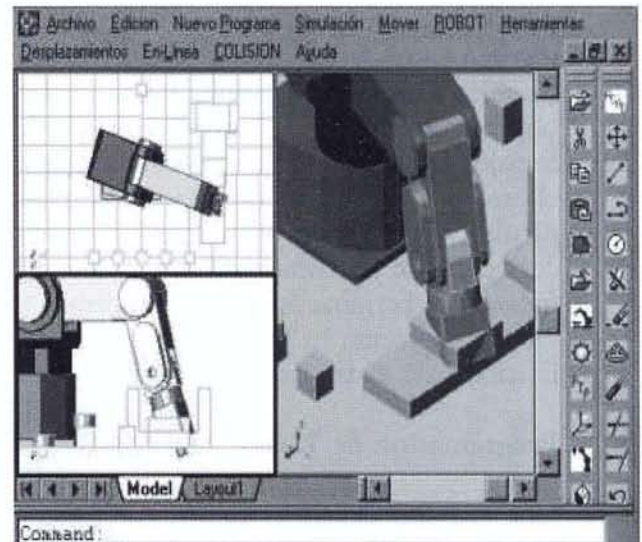 Archivo Edicion Nuevo Programa Simulación Mover ROBOT Herramientas
Desplazamientos En-Linea COLISION Ayuda
Model Layout1
Command: